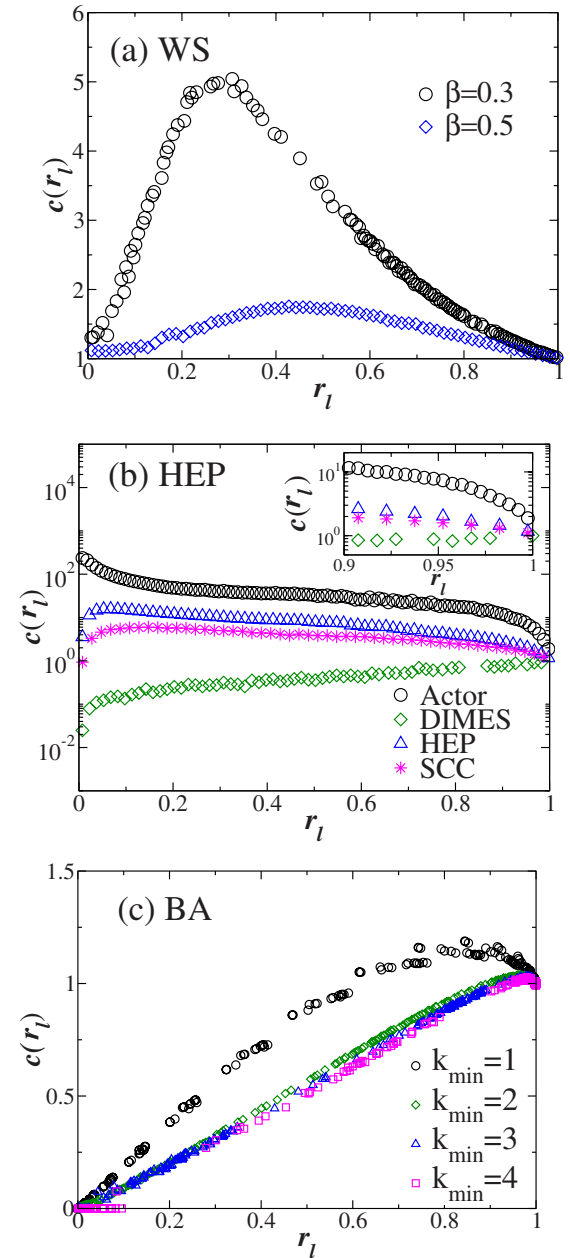 (a) WS
6
5
4
3
2
1
β=0.3
β=0.5
c(r_l)
0 0.2 0.4 0.6 0.8 1
r_l
(b) HEP
10^4
10^2
10^0
10^-2
c(r_l)
10^1
10^0
c(r_l)
0.9 0.95 1
r_l
Actor
DIMES
HEP
SCC
0 0.2 0.4 0.6 0.8 1
r_l
(c) BA
1.5
1
0.5
0
c(r_l)
k_min=1
k_min=2
k_min=3
k_min=4
0 0.2 0.4 0.6 0.8 1
r_l